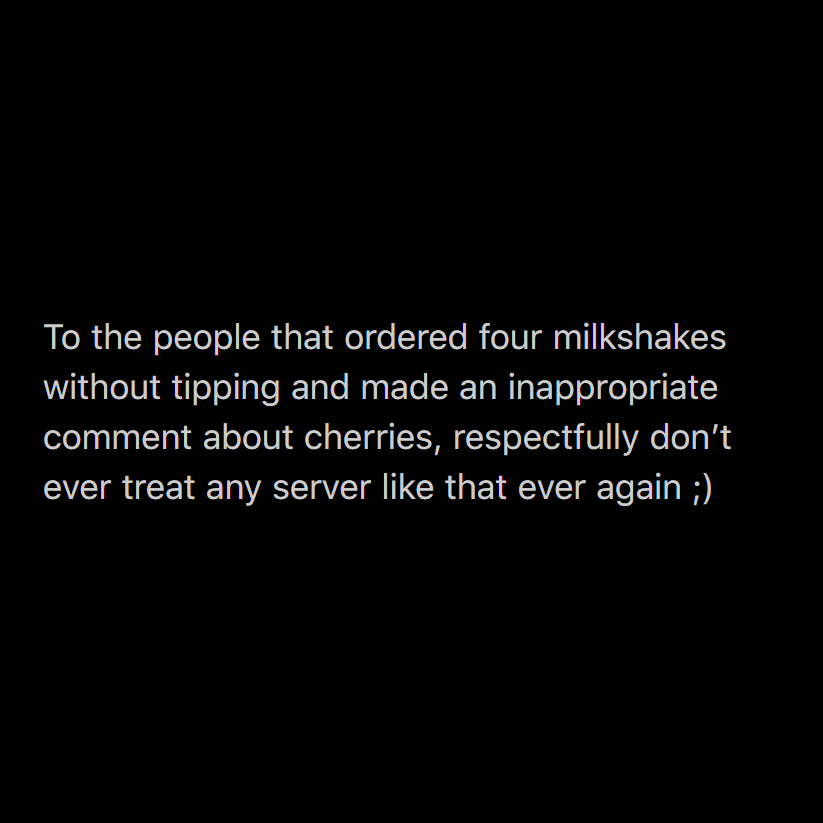 To the people that ordered four milkshakes
without tipping and made an inappropriate
comment about cherries, respectfully don’t
ever treat any server like that ever again ;)